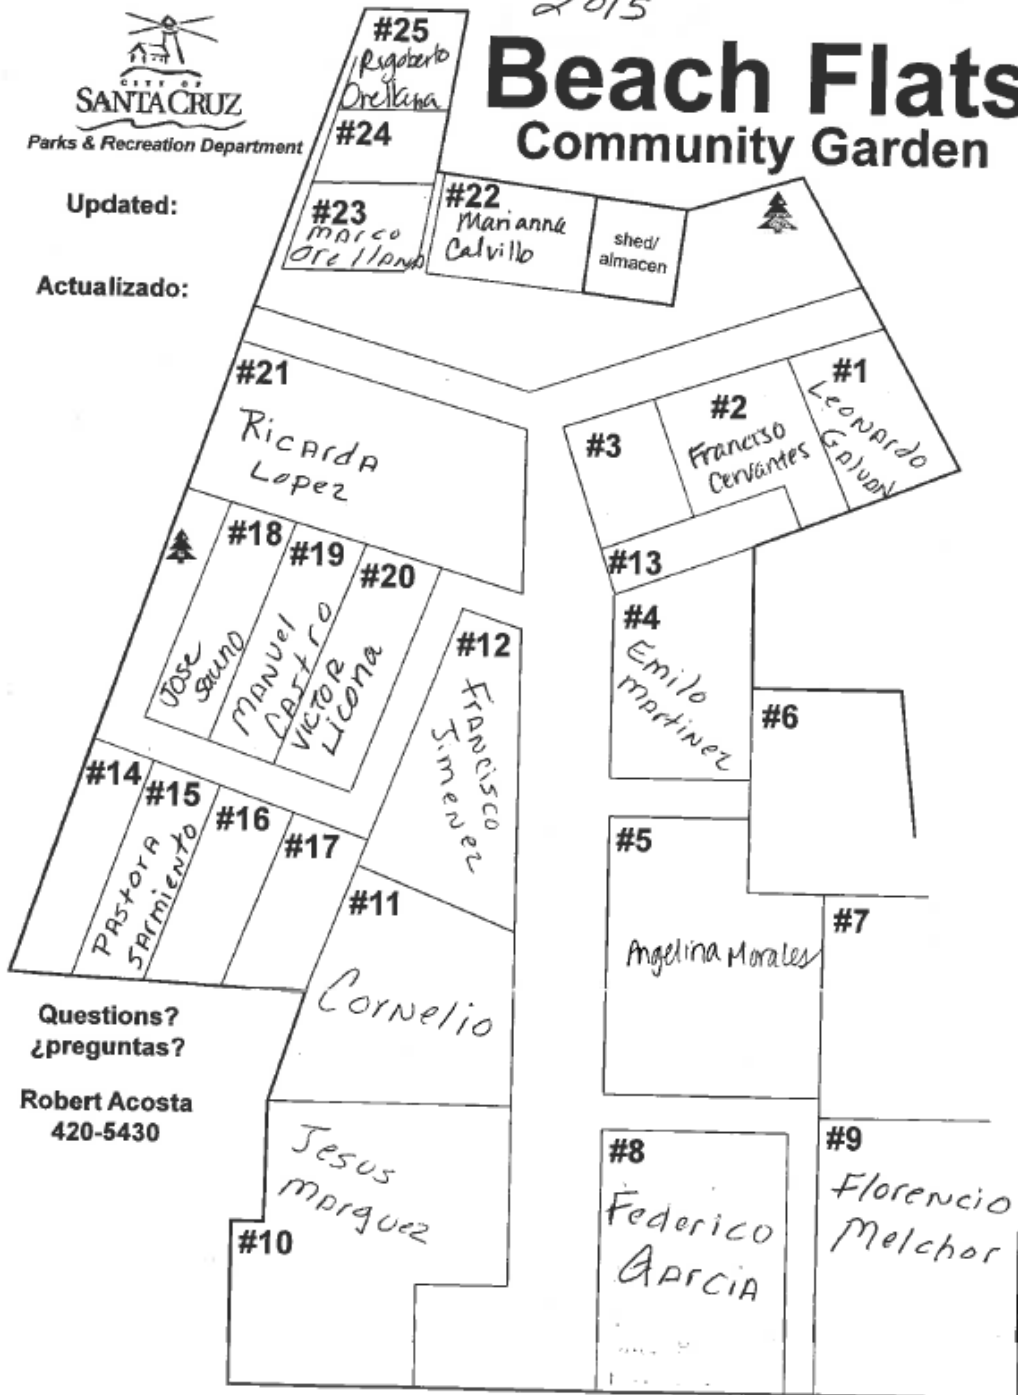 2015
Beach Flats
Community Garden
CITY OF
SANTA CRUZ
Parks & Recreation Department
Updated:
Actualizado:
#25
Rigoberto
Orellana
#24
#23
Marco
Orellana
#22
Marianna
Calvillo
shed/
almacen
#21
Ricarda
Lopez
#1
Leonardo
Galvan
#2
Franciso
Cervantes
#3
#13
#18
Jose
Sauno
#19
Manuel
Castro
#20
Victor
Licona
#12
Francisco
Jimenez
#4
Emilo
Martinez
#6
#14
#15
Pastora
Sarmiento
#16
#17
#5
Angelina Morales
#7
#11
Cornelio
Questions?
¿preguntas?
Robert Acosta
420-5430
#10
Jesus
Marquez
#8
Federico
Garcia
#9
Florencio
Melchor